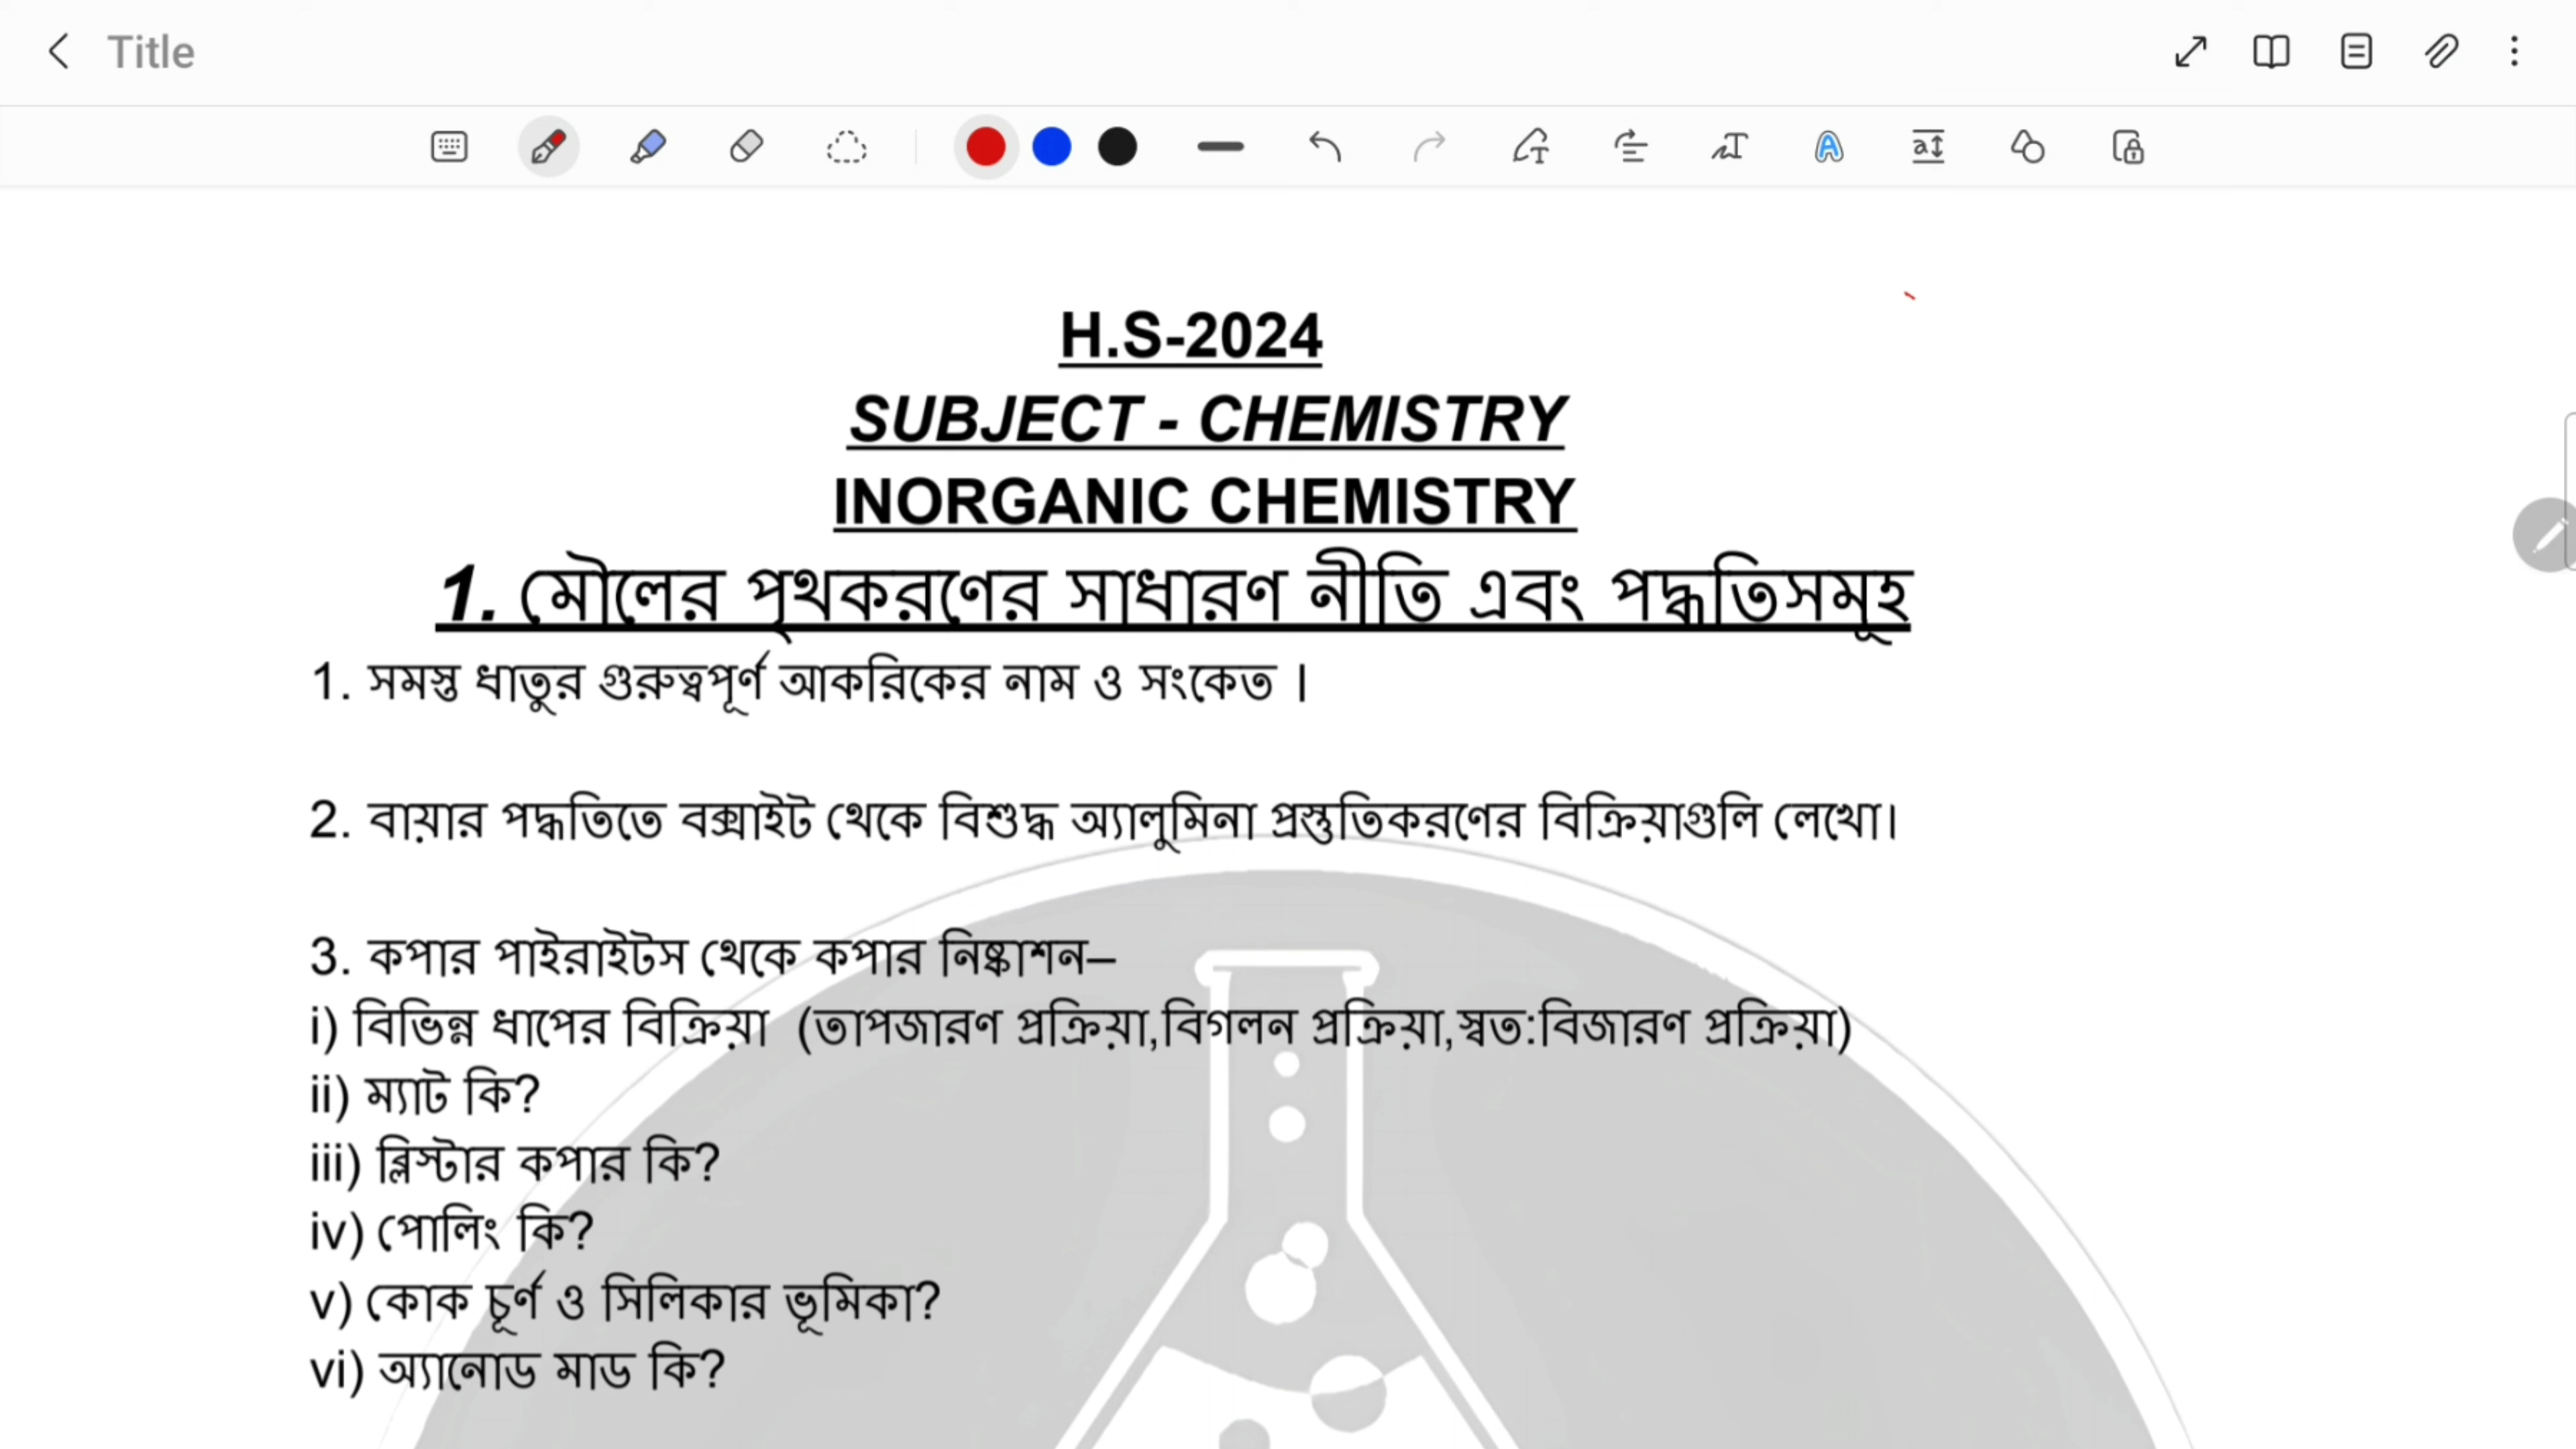 Title
H.S-2024
SUBJECT - CHEMISTRY
INORGANIC CHEMISTRY
1. মৌলের পৃথকরণের সাধারণ নীতি এবং পদ্ধতিসমূহ
1. সমস্ত ধাতুর গুরুত্বপূর্ণ আকরিকের নাম ও সংকেত ।
2. বায়ার পদ্ধতিতে বক্সাইট থেকে বিশুদ্ধ অ্যালুমিনা প্রস্তুতিকরণের বিক্রিয়াগুলি লেখো।
3. কপার পাইরাইটস থেকে কপার নিষ্কাশন–
i) বিভিন্ন ধাপের বিক্রিয়া (তাপজারণ প্রক্রিয়া,বিগলন প্রক্রিয়া,স্বত:বিজারণ প্রক্রিয়া)
ii) ম্যাট কি?
iii) ব্লিস্টার কপার কি?
iv) পোলিং কি?
v) কোক চূর্ণ ও সিলিকার ভূমিকা?
vi) অ্যানোড মাড কি?